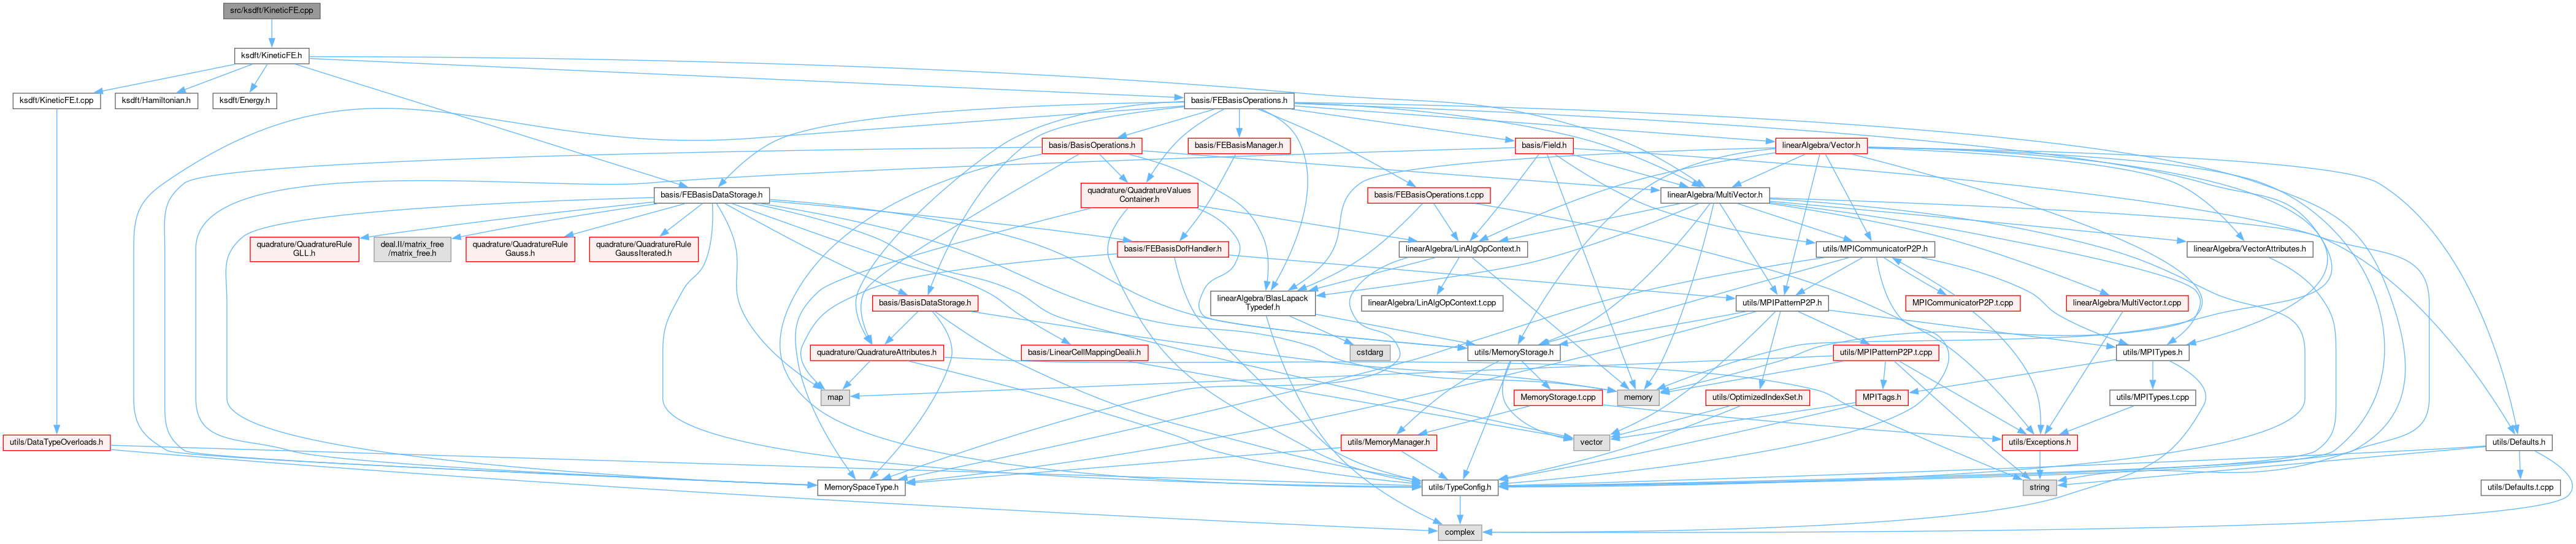 src/ksdft/KineticFE.cpp
ksdft/KineticFE.h
ksdft/KineticFE.t.cpp
ksdft/Hamiltonian.h
ksdft/Energy.h
basis/FEBasisOperations.h
basis/BasisOperations.h
basis/FEBasisManager.h
basis/Field.h
linearAlgebra/Vector.h
basis/FEBasisDataStorage.h
quadrature/QuadratureValues
Container.h
basis/FEBasisOperations.t.cpp
linearAlgebra/MultiVector.h
quadrature/QuadratureRule
GLL.h
deal.II/matrix_free
/matrix_free.h
quadrature/QuadratureRule
Gauss.h
quadrature/QuadratureRule
GaussIterated.h
basis/FEBasisDofHandler.h
linearAlgebra/LinAlgOpContext.h
utils/MPICommunicatorP2P.h
linearAlgebra/VectorAttributes.h
basis/BasisDataStorage.h
linearAlgebra/BlasLapack
Typedef.h
linearAlgebra/LinAlgOpContext.t.cpp
utils/MPIPatternP2P.h
MPICommunicatorP2P.t.cpp
linearAlgebra/MultiVector.t.cpp
quadrature/QuadratureAttributes.h
basis/LinearCellMappingDealii.h
cstdarg
utils/MemoryStorage.h
utils/MPIPatternP2P.t.cpp
utils/MPITypes.h
map
memory
MemoryStorage.t.cpp
utils/OptimizedIndexSet.h
MPITags.h
utils/MPITypes.t.cpp
utils/DataTypeOverloads.h
utils/MemoryManager.h
vector
utils/Exceptions.h
utils/Defaults.h
MemorySpaceType.h
utils/TypeConfig.h
string
utils/Defaults.t.cpp
complex